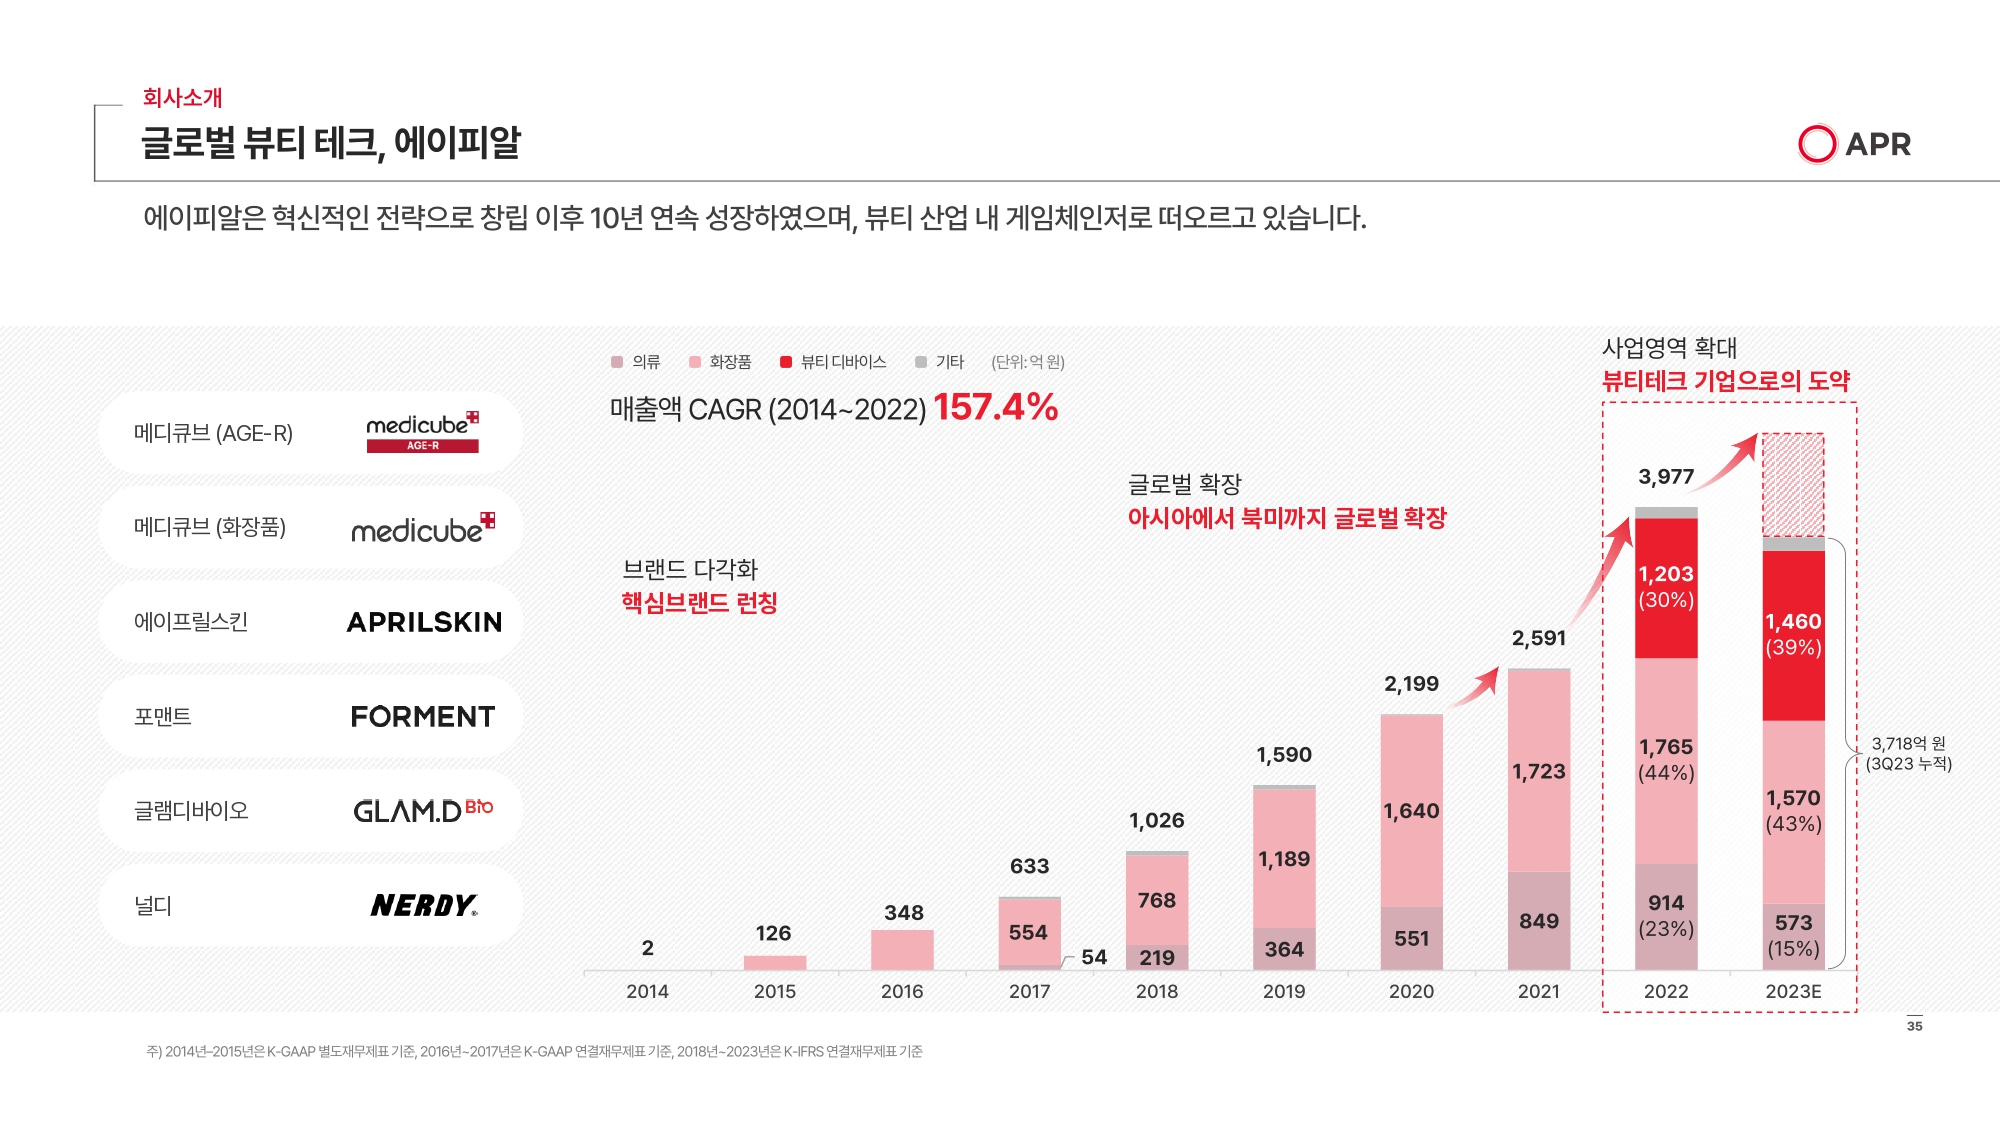 회사소개
글로벌 뷰티 테크, 에이피알
APR
에이피알은 혁신적인 전략으로 창립 이후 10년 연속 성장하였으며, 뷰티 산업 내 게임체인저로 떠오르고 있습니다.
메디큐브 (AGE-R)
medicube
AGE-R
메디큐브 (화장품)
medicube
에이프릴스킨
APRILSKIN
포맨트
FORMENT
글램디바이오
GLAM.D Bio
널디
NERDY®
의류 화장품 뷰티 디바이스 기타 (단위: 억 원)
매출액 CAGR (2014~2022) 157.4%
브랜드 다각화
핵심브랜드 런칭
글로벌 확장
아시아에서 북미까지 글로벌 확장
사업영역 확대
뷰티테크 기업으로의 도약
2
126
348
633
554
54
1,026
768
219
1,590
1,189
364
2,199
1,640
551
2,591
1,723
849
3,977
1,203
(30%)
1,765
(44%)
914
(23%)
1,460
(39%)
1,570
(43%)
573
(15%)
3,718억 원
(3Q23 누적)
2014 2015 2016 2017 2018 2019 2020 2021 2022 2023E
35
주) 2014년–2015년은 K-GAAP 별도재무제표 기준, 2016년~2017년은 K-GAAP 연결재무제표 기준, 2018년~2023년은 K-IFRS 연결재무제표 기준